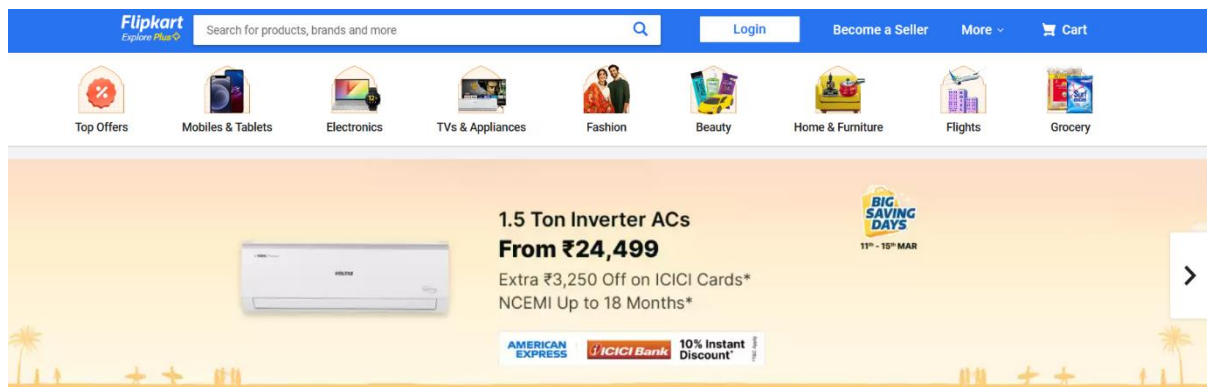 Flipkart
Explore Plus
Search for products, brands and more
Login
Become a Seller
More
Cart
Top Offers
Mobiles & Tablets
Electronics
TVs & Appliances
Fashion
Beauty
Home & Furniture
Flights
Grocery
BIG
SAVING
DAYS
11th - 15th MAR
1.5 Ton Inverter ACs
From ₹24,499
Extra ₹3,250 Off on ICICI Cards*
NCEMI Up to 18 Months*
VOLTAS
AMERICAN
EXPRESS
ICICI Bank
10% Instant
Discount*